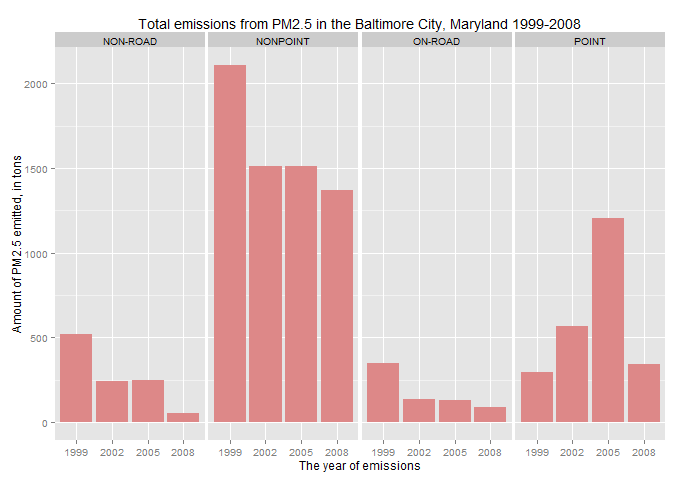 Total emissions from PM2.5 in the Baltimore City, Maryland 1999-2008
NON-ROAD NONPOINT ON-ROAD POINT
Amount of PM2.5 emitted, in tons
2000
1500
1000
500
0
1999 2002 2005 2008 1999 2002 2005 2008 1999 2002 2005 2008 1999 2002 2005 2008
The year of emissions